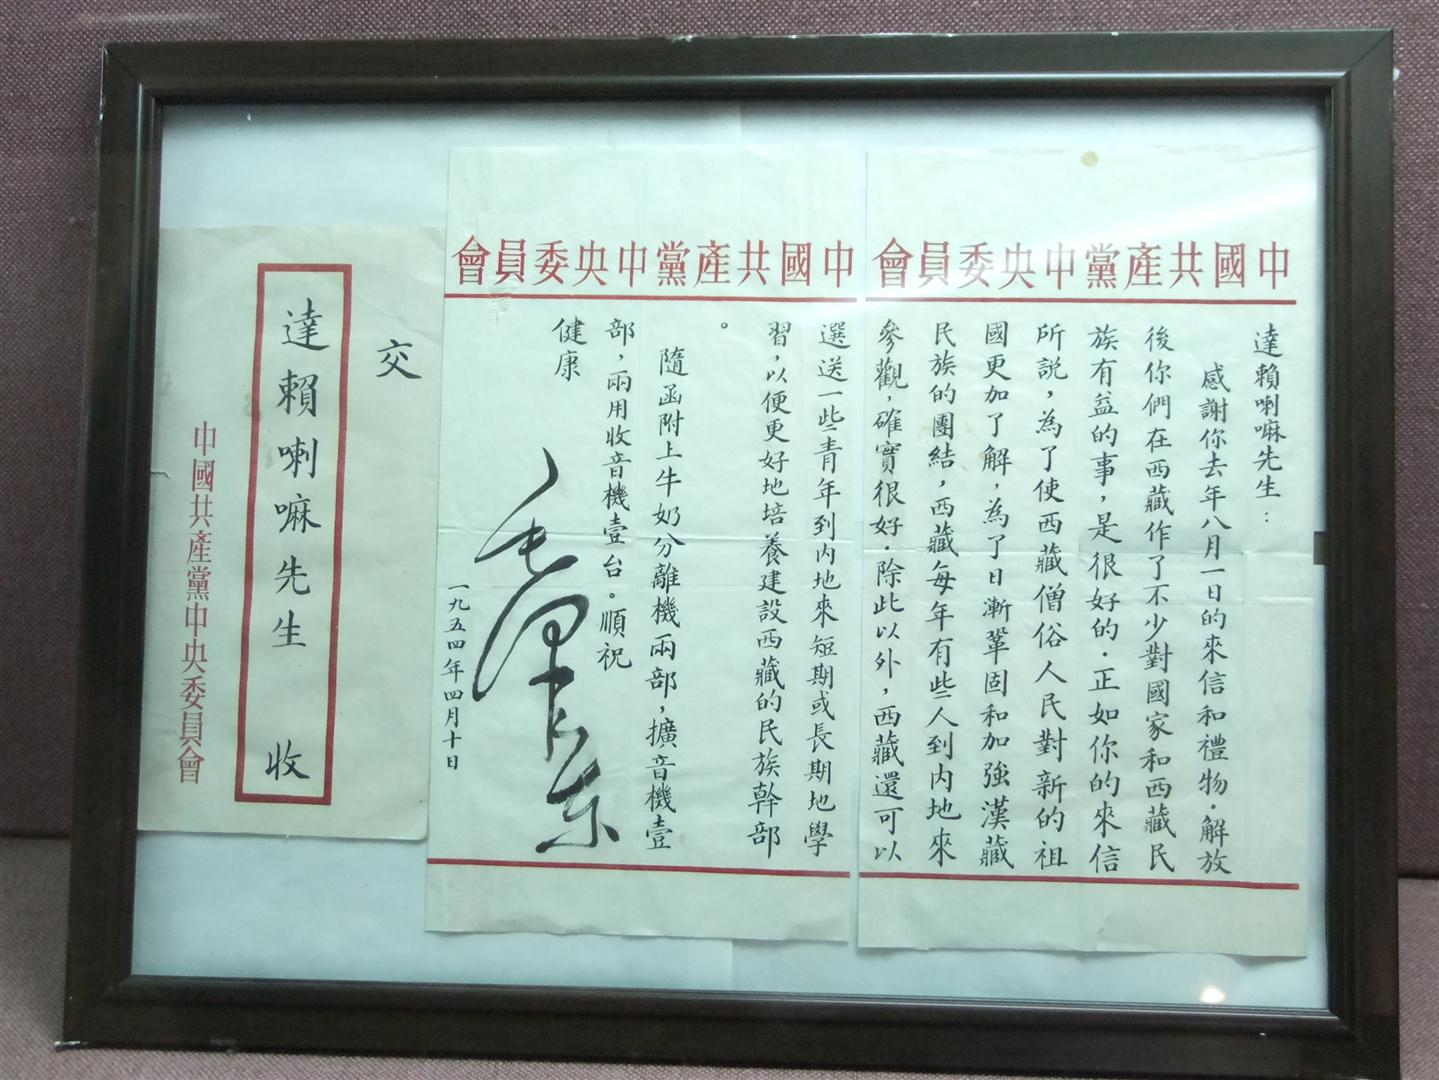 中國共產黨中央委員會
達賴喇嘛先生：
感謝你去年八月一日的來信和禮物．解放
後你們在西藏作了不少對國家和西藏民
族有益的事，是很好的．正如你的來信
所說，為了使西藏僧俗人民對新的祖
國更加了解，為了日漸鞏固和加強漢藏
民族的團結，西藏每年有些人到內地來
參觀，確實很好．除此以外，西藏還可以
中國共產黨中央委員會
選送一些青年到內地來短期或長期地學
習，以便更好地培養建設西藏的民族幹部
。
隨函附上牛奶分離機兩部，擴音機壹
部，兩用收音機壹台。順祝
健康
毛澤東
一九五四年四月十日
交
達賴喇嘛先生 收
中國共產黨中央委員會